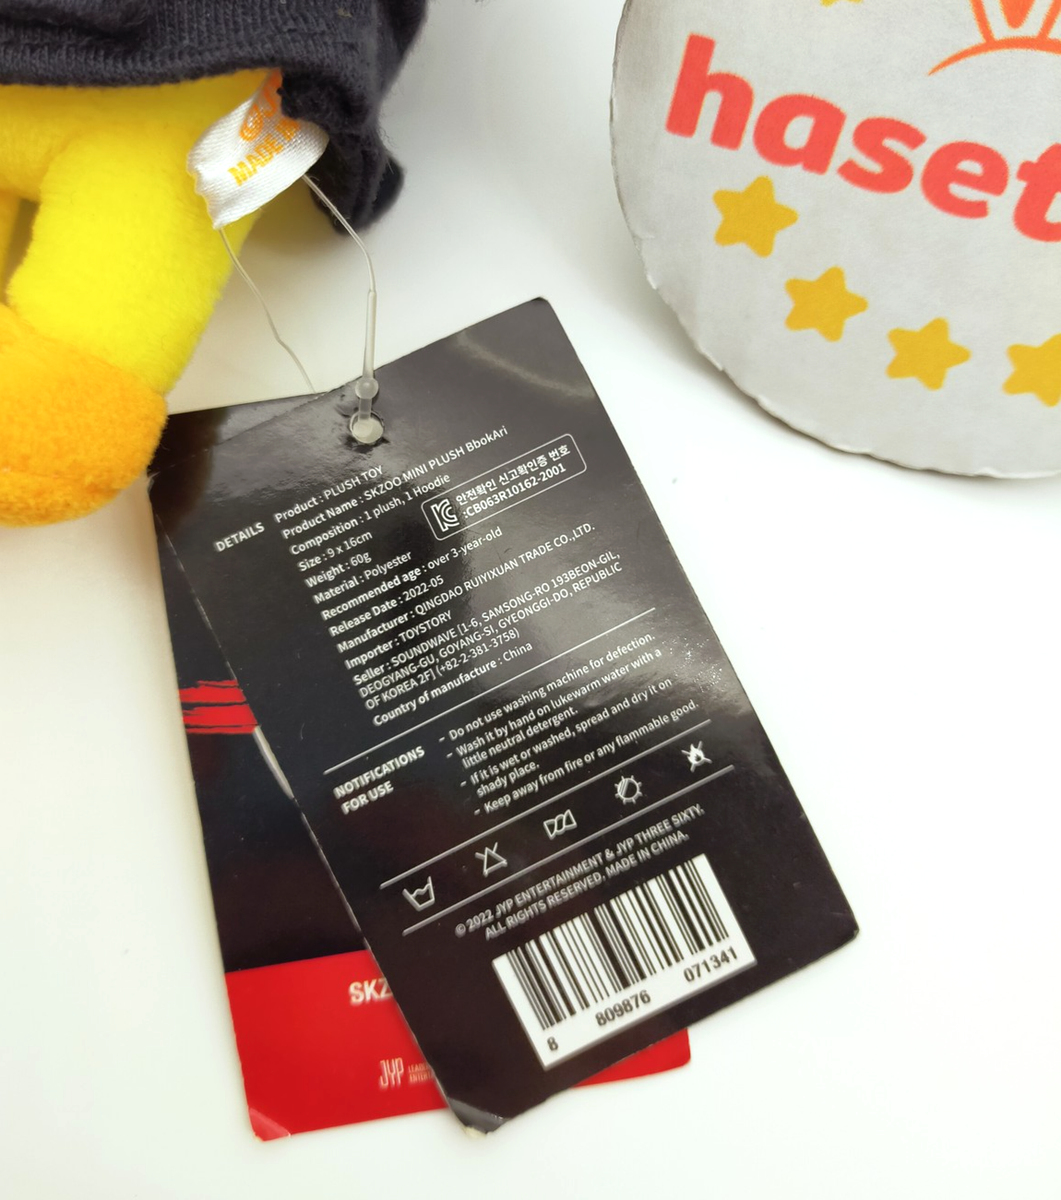 haset
MADE
DETAILS
Product : PLUSH TOY
Product Name : SKZOO MINI PLUSH BbokAri
Composition : 1 plush, 1 Hoodie
Size : 9 x 16cm
Weight : 60g
Material : Polyester
Recommended age : over 3-year-old
Release Date : 2022-05
Manufacturer : QINGDAO RUIYIXUAN TRADE CO.,LTD.
Importer : TOYSTORY
Seller : SOUNDWAVE [1-6, SAMSONG-RO 193BEON-GIL,
DEOGYANG-GU, GOYANG-SI, GYEONGGI-DO, REPUBLIC
OF KOREA 2F] (+82-2-381-3758)
Country of manufacture : China
안전확인 신고확인증 번호
:CB063R10162-2001
NOTIFICATIONS
FOR USE
- Do not use washing machine for defection.
- Wash it by hand on lukewarm water with a
little neutral detergent.
- If it is wet or washed, spread and dry it on
shady place.
- Keep away from fire or any flammable good.
© 2022 JYP ENTERTAINMENT & JYP THREE SIXTY.
ALL RIGHTS RESERVED. MADE IN CHINA.
8 809876 071341
SKZ
JYP